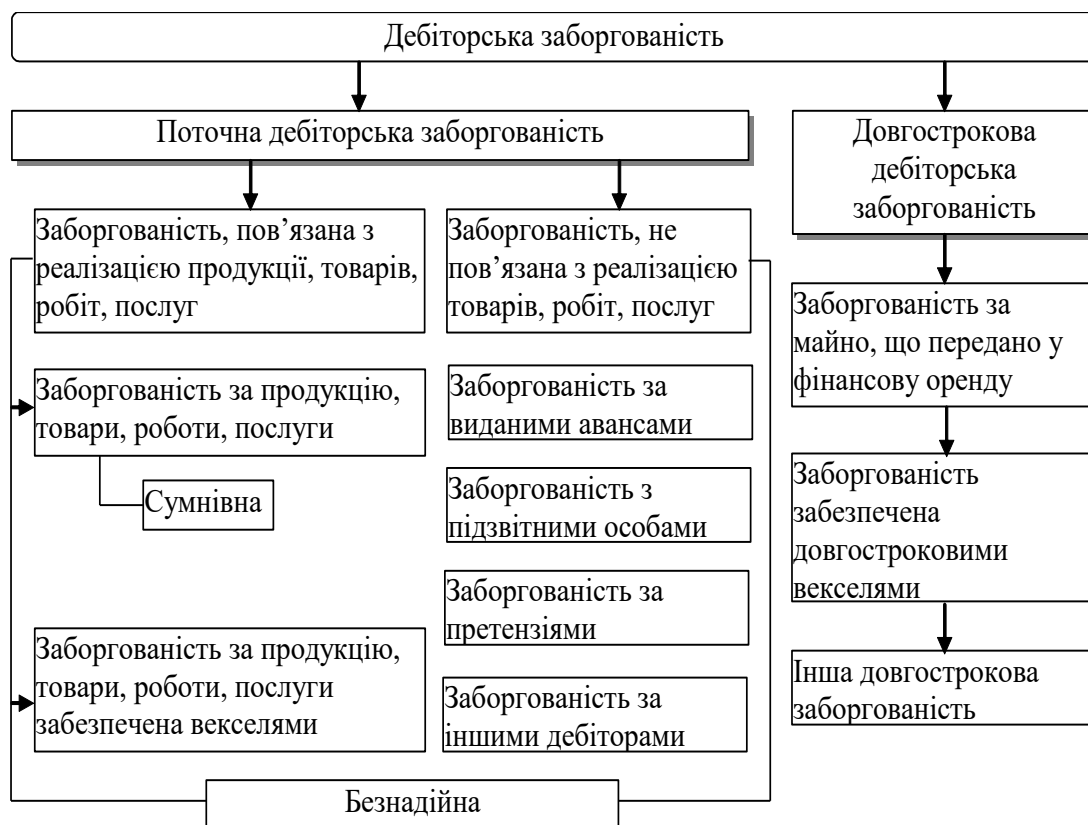 Дебіторська заборгованість
Поточна дебіторська заборгованість
Довгострокова
дебіторська
заборгованість
Заборгованість, пов’язана з
реалізацією продукції, товарів,
робіт, послуг
Заборгованість, не
пов’язана з реалізацією
товарів, робіт, послуг
Заборгованість за
майно, що передано у
фінансову оренду
Заборгованість за продукцію,
товари, роботи, послуги
Заборгованість за
виданими авансами
Сумнівна
Заборгованість з
підзвітними особами
Заборгованість
забезпечена
довгостроковими
векселями
Заборгованість за
претензіями
Заборгованість за продукцію,
товари, роботи, послуги
забезпечена векселями
Заборгованість за
іншими дебіторами
Інша довгострокова
заборгованість
Безнадійна